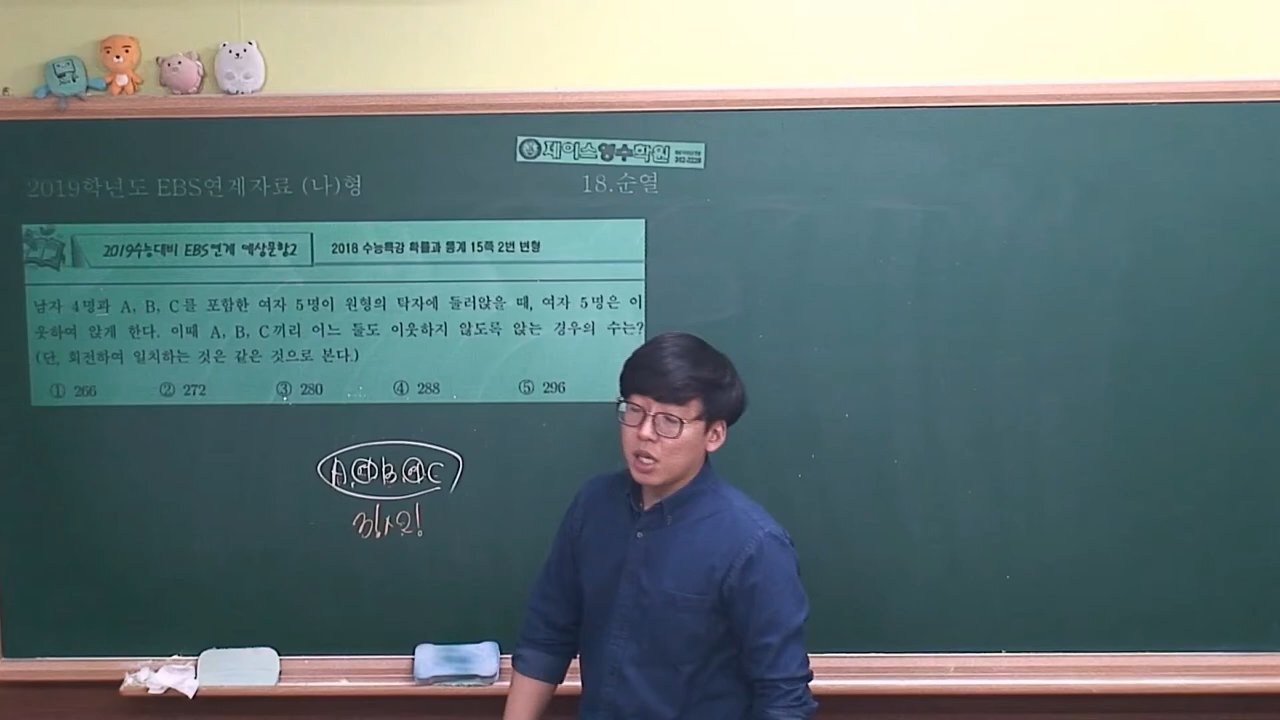 제이스영수학원
2019학년도 EBS연계자료 (나)형
18.순열
2019수능대비 EBS연계 예상문항2
2018 수능특강 확률과 통계 15쪽 2번 변형
남자 4명과 A, B, C를 포함한 여자 5명이 원형의 탁자에 둘러앉을 때, 여자 5명은 이
웃하여 앉게 한다. 이때 A, B, C끼리 어느 둘도 이웃하지 않도록 앉는 경우의 수는?
(단, 회전하여 일치하는 것은 같은 것으로 본다.)
① 266 ② 272 ③ 280 ④ 288 ⑤ 296
3!×2!